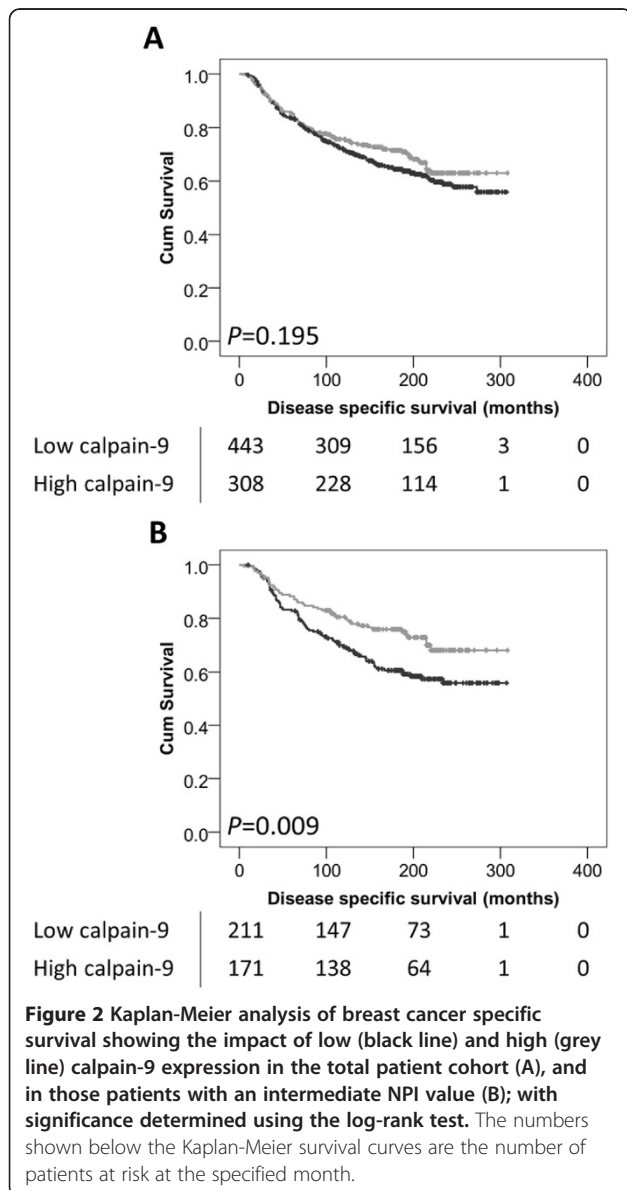 A
1.0
0.8
0.6
0.4
0.2
0.0
Cum Survival
P=0.195
0 100 200 300 400
Disease specific survival (months)
Low calpain-9 443 309 156 3 0
High calpain-9 308 228 114 1 0
B
1.0
0.8
0.6
0.4
0.2
0.0
Cum Survival
P=0.009
0 100 200 300 400
Disease specific survival (months)
Low calpain-9 211 147 73 1 0
High calpain-9 171 138 64 1 0
Figure 2 Kaplan-Meier analysis of breast cancer specific
survival showing the impact of low (black line) and high (grey
line) calpain-9 expression in the total patient cohort (A), and
in those patients with an intermediate NPI value (B); with
significance determined using the log-rank test. The numbers
shown below the Kaplan-Meier survival curves are the number of
patients at risk at the specified month.